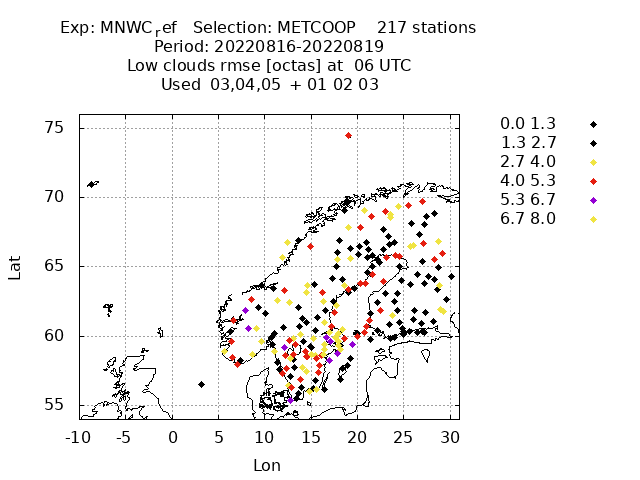 Exp: MNWCref   Selection: METCOOP    217 stations
Period: 20220816-20220819
Low clouds rmse [octas] at  06 UTC
Used  03,04,05  + 01 02 03
0.0 1.3
1.3 2.7
2.7 4.0
4.0 5.3
5.3 6.7
6.7 8.0
75
70
65
60
55
Lat
-10 -5 0 5 10 15 20 25 30
Lon